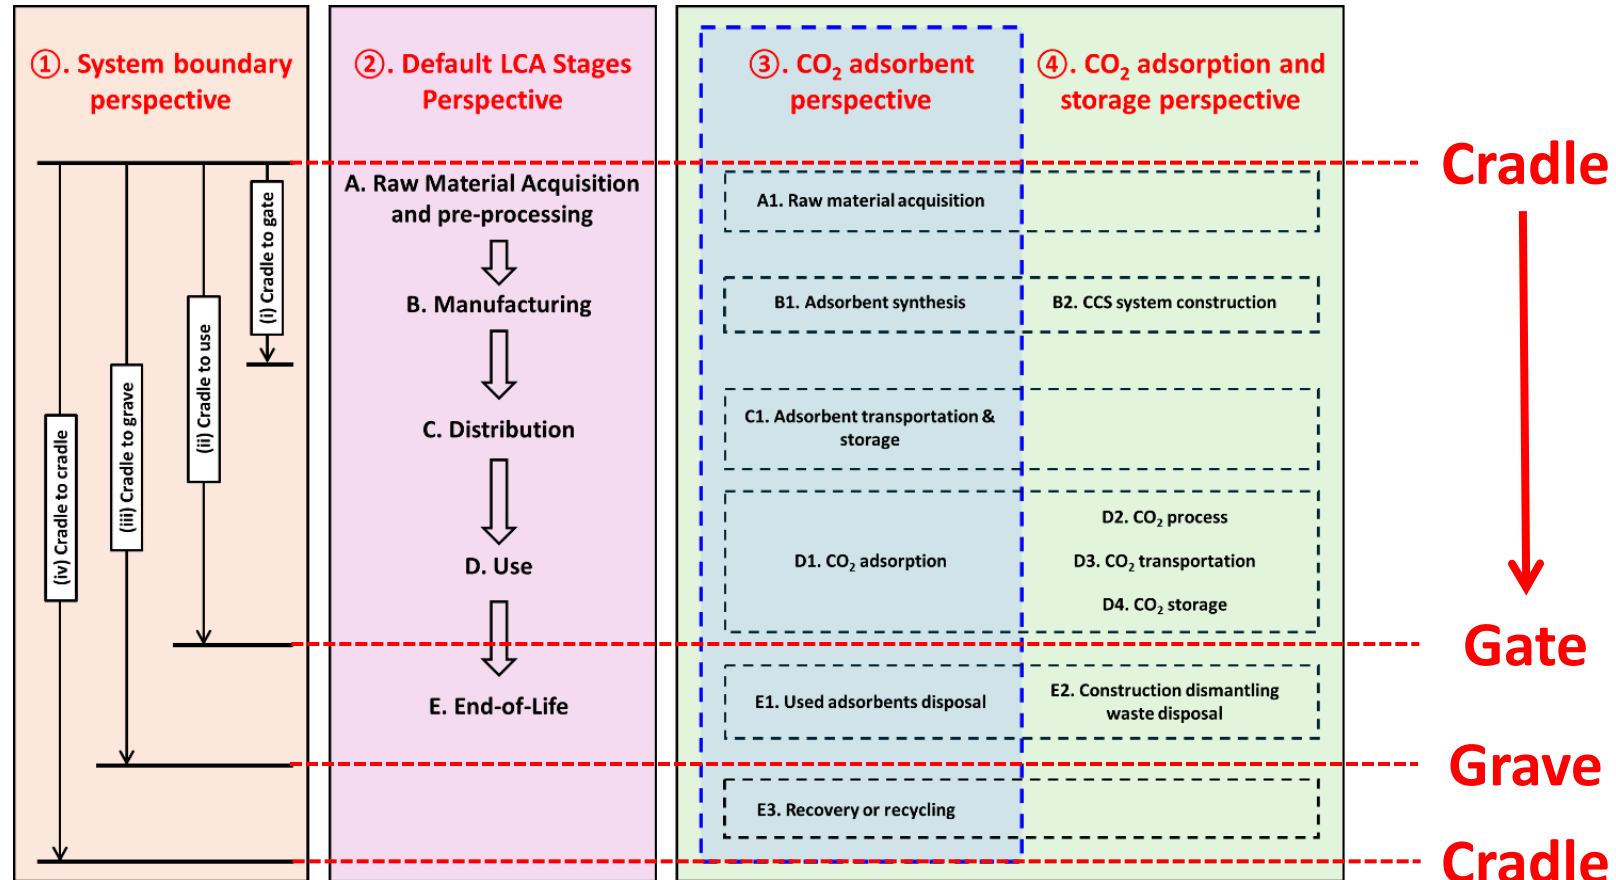 ①. System boundary
perspective
(i) Cradle to gate
(ii) Cradle to use
(iii) Cradle to grave
(iv) Cradle to cradle
②. Default LCA Stages
Perspective
A. Raw Material Acquisition
and pre-processing
B. Manufacturing
C. Distribution
D. Use
E. End-of-Life
③. CO₂ adsorbent
perspective
④. CO₂ adsorption and
storage perspective
A1. Raw material acquisition
B1. Adsorbent synthesis
B2. CCS system construction
C1. Adsorbent transportation &
storage
D1. CO₂ adsorption
D2. CO₂ process
D3. CO₂ transportation
D4. CO₂ storage
E1. Used adsorbents disposal
E2. Construction dismantling
waste disposal
E3. Recovery or recycling
Cradle
Gate
Grave
Cradle